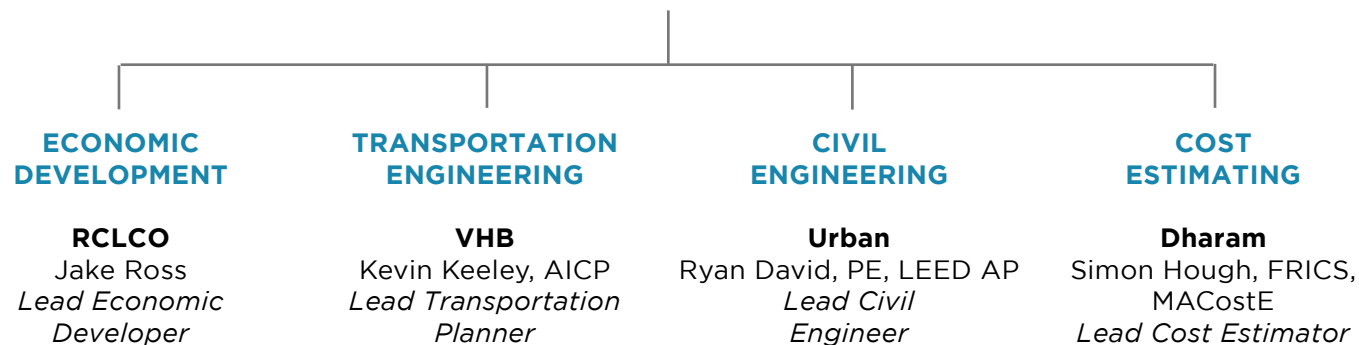 ECONOMIC
DEVELOPMENT
RCLCO
Jake Ross
Lead Economic
Developer
TRANSPORTATION
ENGINEERING
VHB
Kevin Keeley, AICP
Lead Transportation
Planner
CIVIL
ENGINEERING
Urban
Ryan David, PE, LEED AP
Lead Civil
Engineer
COST
ESTIMATING
Dharam
Simon Hough, FRICS,
MACostE
Lead Cost Estimator